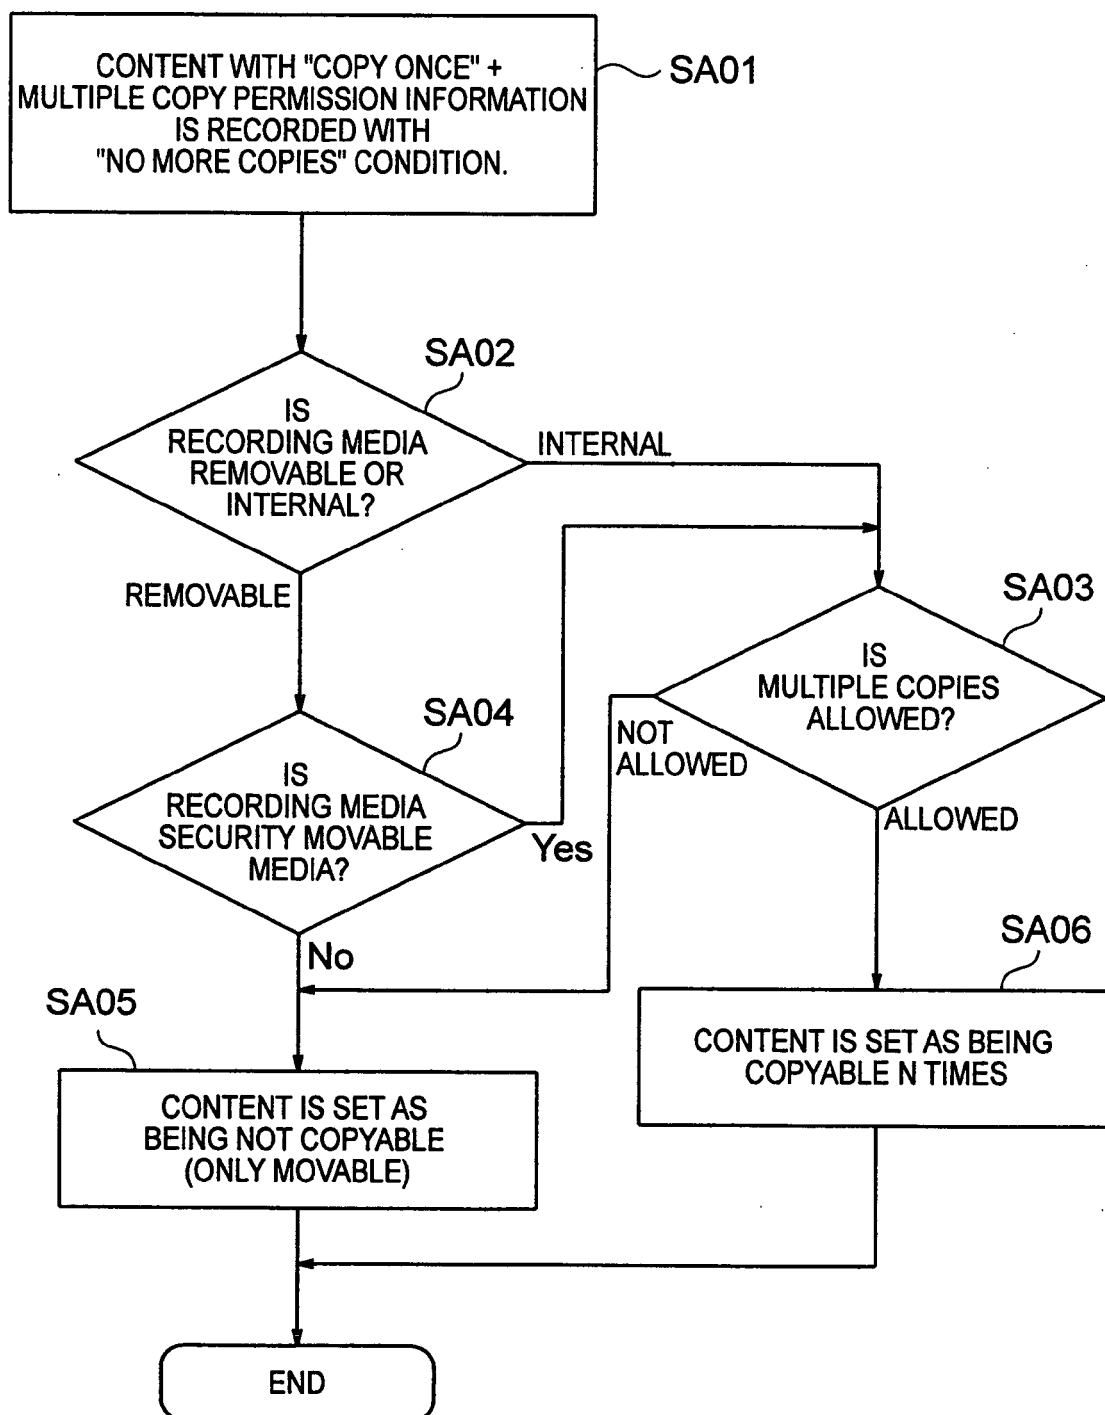 CONTENT WITH "COPY ONCE" +
MULTIPLE COPY PERMISSION INFORMATION
IS RECORDED WITH
"NO MORE COPIES" CONDITION.
SA01
SA02
IS
RECORDING MEDIA
REMOVABLE OR
INTERNAL?
INTERNAL
REMOVABLE
SA03
IS
MULTIPLE COPIES
ALLOWED?
NOT
ALLOWED
ALLOWED
SA04
IS
RECORDING MEDIA
SECURITY MOVABLE
MEDIA?
Yes
No
SA05
CONTENT IS SET AS
BEING NOT COPYABLE
(ONLY MOVABLE)
SA06
CONTENT IS SET AS BEING
COPYABLE N TIMES
END